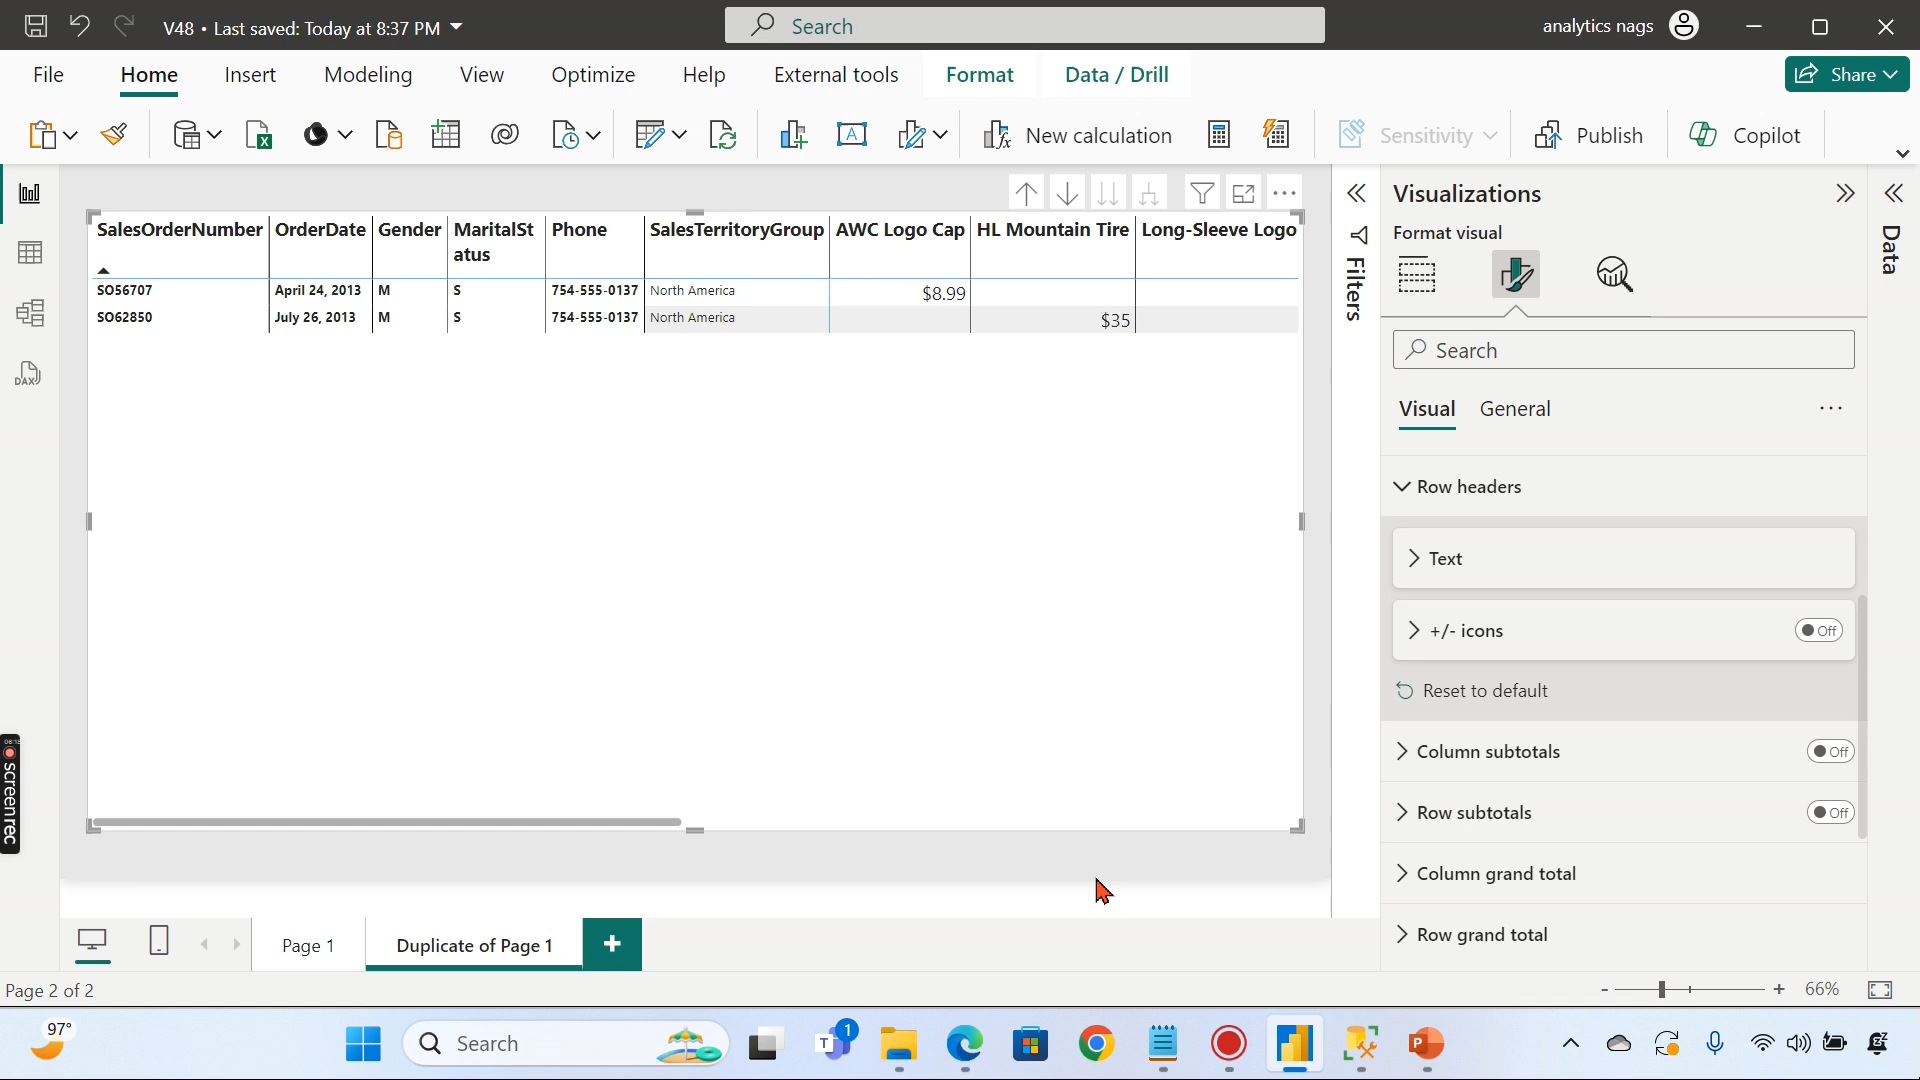 V48 • Last saved: Today at 8:37 PM
Search
analytics nags
File Home Insert Modeling View Optimize Help External tools Format Data / Drill
Share
A
New calculation
Sensitivity
Publish
Copilot
DAX
SalesOrderNumber OrderDate Gender MaritalSt Phone SalesTerritoryGroup AWC Logo Cap HL Mountain Tire Long-Sleeve Logo
atus
SO56707 April 24, 2013 M S 754-555-0137 North America $8.99
SO62850 July 26, 2013 M S 754-555-0137 North America $35
Filters
Visualizations
Format visual
Search
Visual General
Row headers
Text
+/- icons Off
Reset to default
Column subtotals Off
Row subtotals Off
Column grand total
Row grand total
Data
screenrec
Page 1 Duplicate of Page 1 +
Page 2 of 2
- + 66%
97°
Search
T 1
P